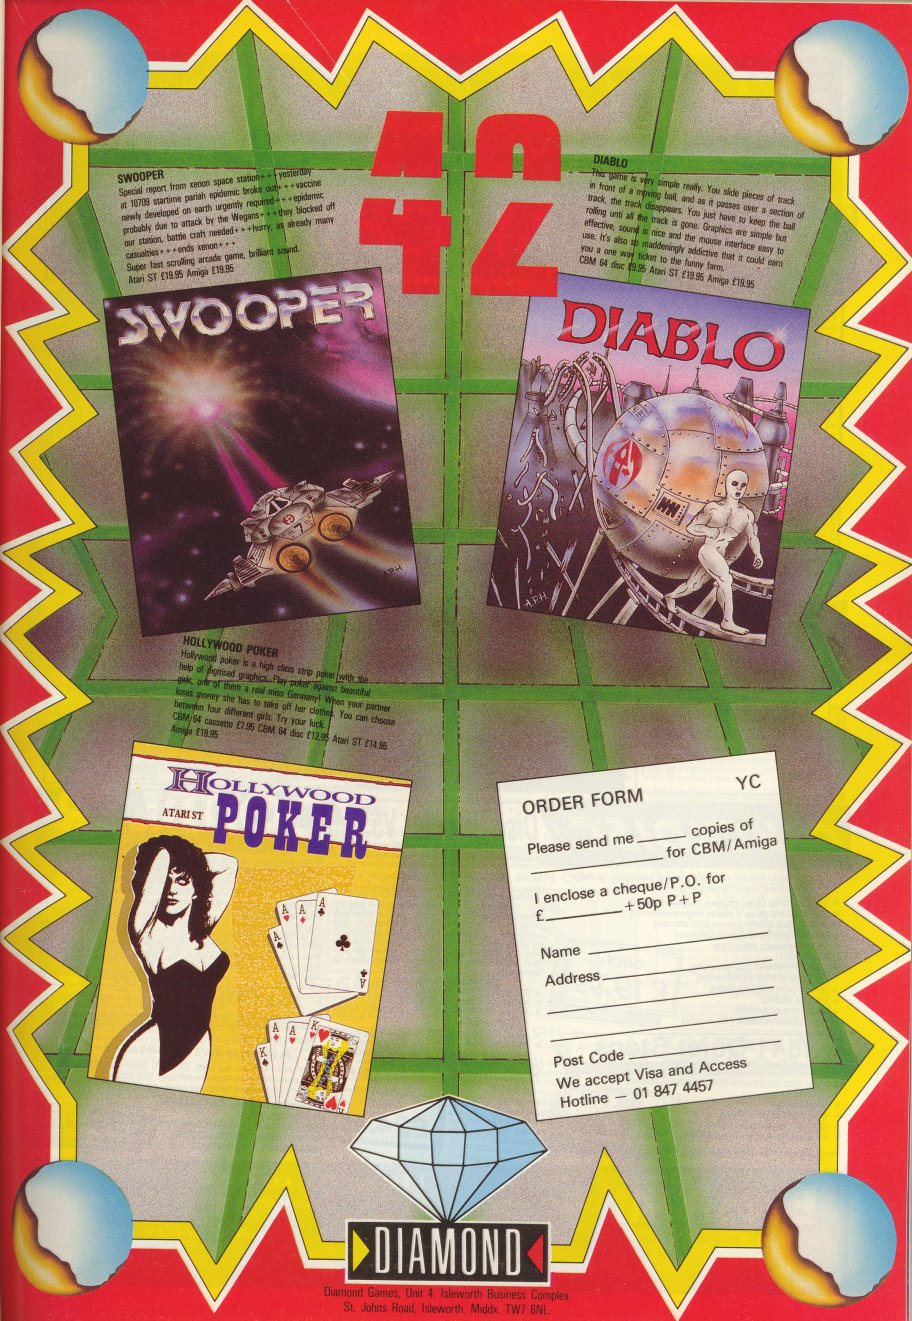 42
SWOOPER
Special report from xenon space station+++yesterday
at 10709 startime pariah epidemic broke out+++vaccine
newly developed on earth urgently required+++epidemic
probably due to attack by the Wegans+++they blocked off
our station, battle craft needed+++hurry, as already many
casualties+++ends xenon+++
Super fast scrolling arcade game, brilliant sound.
Atari ST £19.95 Amiga £19.95
DIABLO
This game is very simple really. You slide pieces of track
in front of a moving ball, and as it passes over a section of
track, the track disappears. You just have to keep the ball
rolling until all the track is gone. Graphics are simple but
effective, sound is nice and the mouse interface easy to
use. It's also so maddeningly addictive that it could earn
you a one way ticket to the funny farm.
CBM 64 disc £9.95 Atari ST £19.95 Amiga £19.95
SWOOPER
A.P.H
DIABLO
A.P.H
HOLLYWOOD POKER
Hollywood poker is a high class strip poker with the
help of digitised graphics. Play poker against beautiful
girls, one of them a real miss Germany! When your partner
loses money she has to take off her clothes. You can choose
between four different girls. Try your luck.
CBM 64 cassette £7.95 CBM 64 disc £12.95 Atari ST £14.95
Amiga £19.95
HOLLYWOOD
ATARI ST POKER
A A A A
K A A K
ORDER FORM YC
Please send me ______ copies of
______ for CBM/Amiga
I enclose a cheque/P.O. for
£ ______ +50p P+P
Name
Address
Post Code
We accept Visa and Access
Hotline — 01 847 4457
DIAMOND
Diamond Games, Unit 4, Isleworth Business Complex,
St. Johns Road, Isleworth, Middx. TW7 6NL.